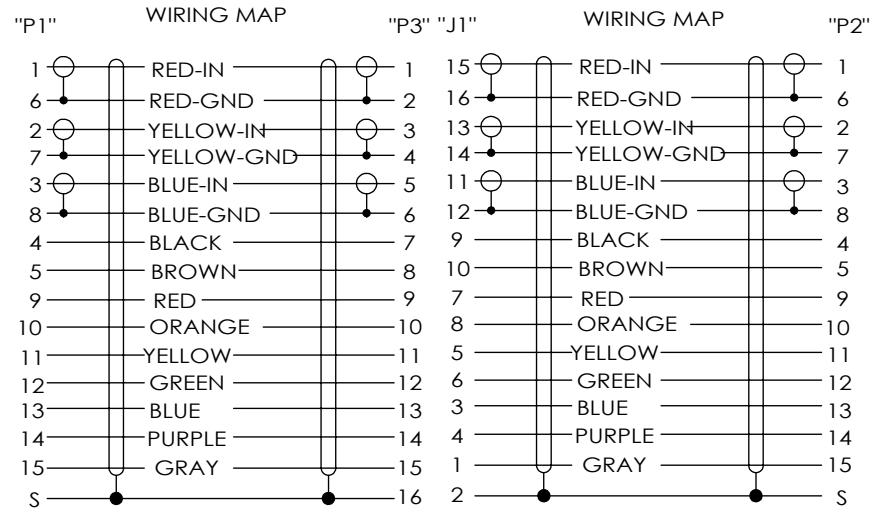 WIRING MAP
"P1" "P3"
1 RED-IN 1
6 RED-GND 2
2 YELLOW-IN 3
7 YELLOW-GND 4
3 BLUE-IN 5
8 BLUE-GND 6
4 BLACK 7
5 BROWN 8
9 RED 9
10 ORANGE 10
11 YELLOW 11
12 GREEN 12
13 BLUE 13
14 PURPLE 14
15 GRAY 15
S 16
WIRING MAP
"J1" "P2"
15 RED-IN 1
16 RED-GND 6
13 YELLOW-IN 2
14 YELLOW-GND 7
11 BLUE-IN 3
12 BLUE-GND 8
9 BLACK 4
10 BROWN 5
7 RED 9
8 ORANGE 10
5 YELLOW 11
6 GREEN 12
3 BLUE 13
4 PURPLE 14
1 GRAY 15
2 S